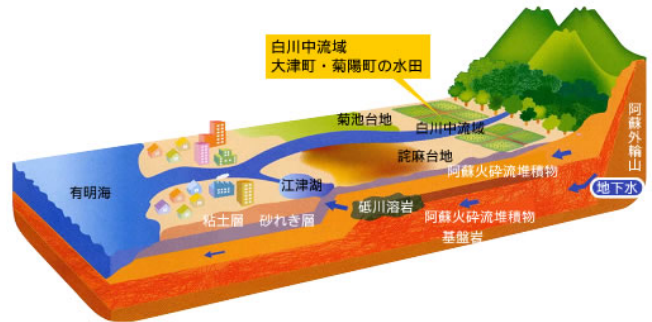 白川中流域
大津町・菊陽町の水田
菊池台地
白川中流域
詫麻台地
阿蘇外輪山
阿蘇火砕流堆積物
地下水
有明海
江津湖
砥川溶岩
粘土層
砂れき層
阿蘇火砕流堆積物
基盤岩